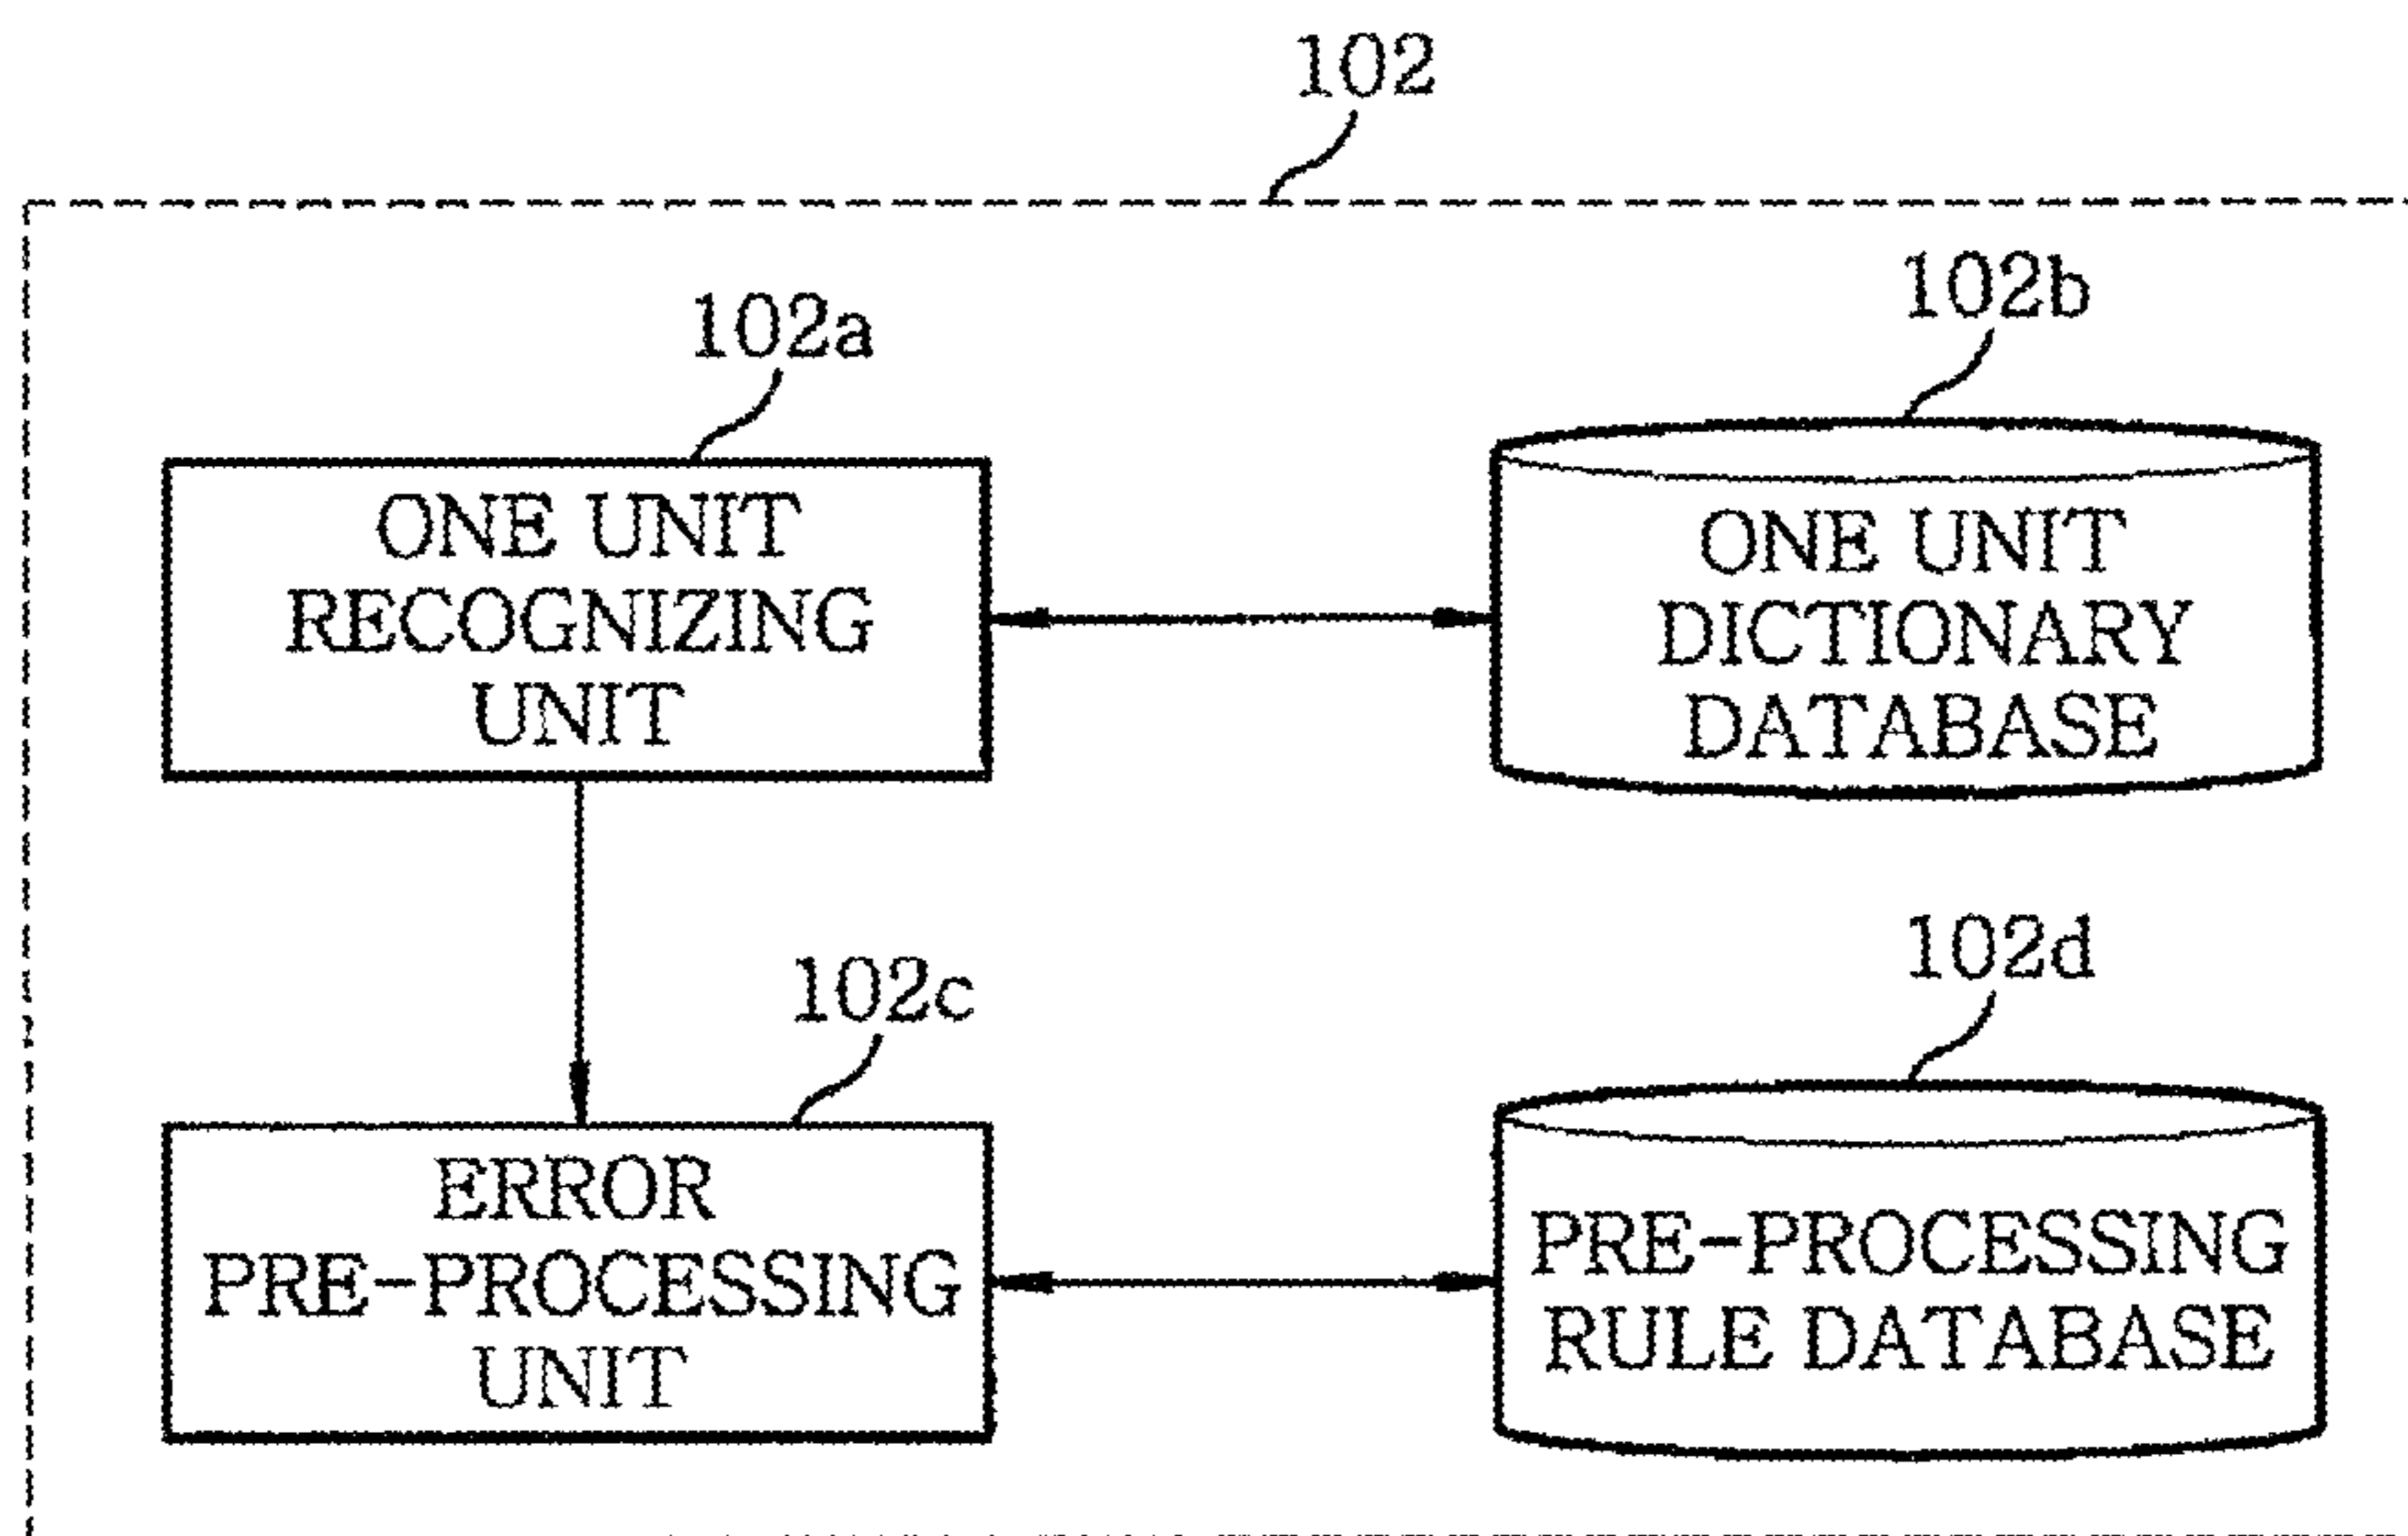 102
102a
102b
ONE UNIT
RECOGNIZING
UNIT
ONE UNIT
DICTIONARY
DATABASE
102c
102d
ERROR
PRE-PROCESSING
UNIT
PRE-PROCESSING
RULE DATABASE